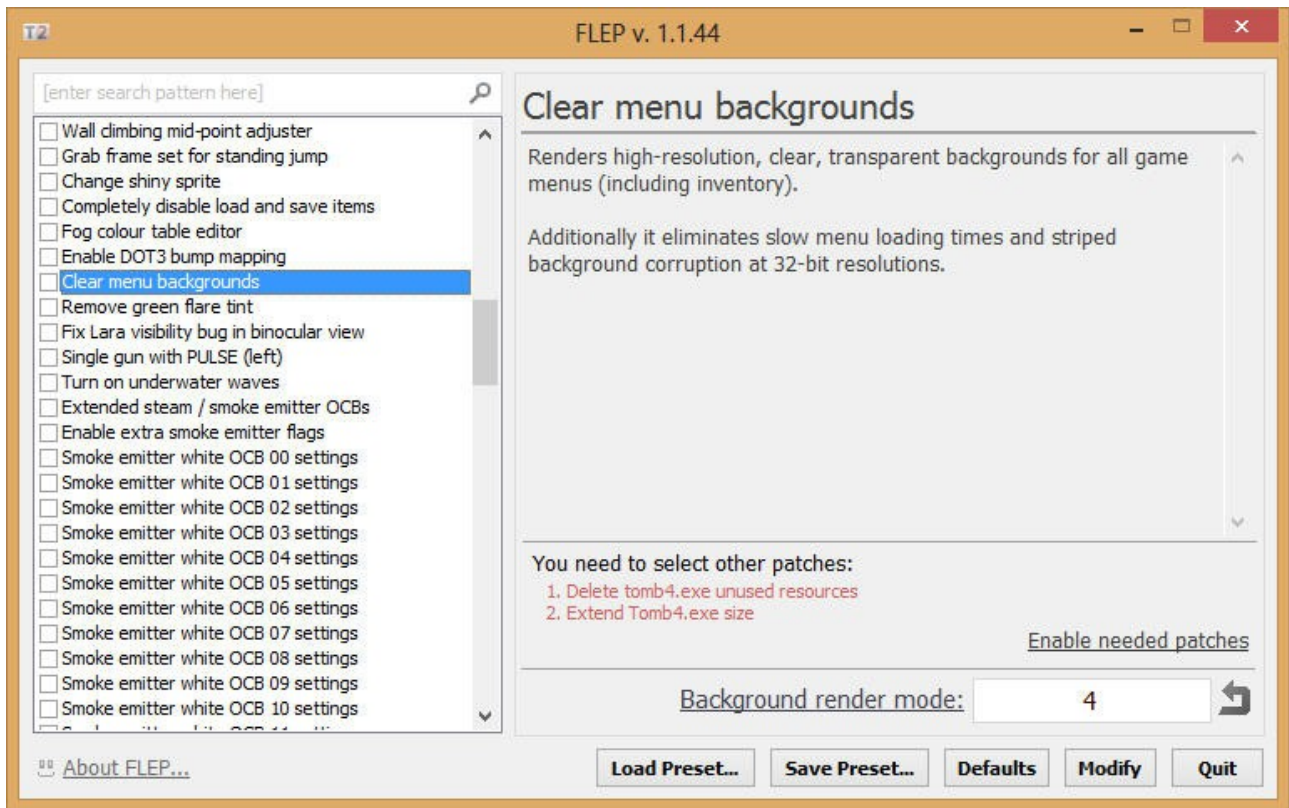 T2
FLEP v. 1.1.44
[enter search pattern here]
Wall climbing mid-point adjuster
Grab frame set for standing jump
Change shiny sprite
Completely disable load and save items
Fog colour table editor
Enable DOT3 bump mapping
Clear menu backgrounds
Remove green flare tint
Fix Lara visibility bug in binocular view
Single gun with PULSE (left)
Turn on underwater waves
Extended steam / smoke emitter OCBs
Enable extra smoke emitter flags
Smoke emitter white OCB 00 settings
Smoke emitter white OCB 01 settings
Smoke emitter white OCB 02 settings
Smoke emitter white OCB 03 settings
Smoke emitter white OCB 04 settings
Smoke emitter white OCB 05 settings
Smoke emitter white OCB 06 settings
Smoke emitter white OCB 07 settings
Smoke emitter white OCB 08 settings
Smoke emitter white OCB 09 settings
Smoke emitter white OCB 10 settings
Clear menu backgrounds
Renders high-resolution, clear, transparent backgrounds for all game
menus (including inventory).
Additionally it eliminates slow menu loading times and striped
background corruption at 32-bit resolutions.
You need to select other patches:
1. Delete tomb4.exe unused resources
2. Extend Tomb4.exe size
Enable needed patches
Background render mode: 4
About FLEP...
Load Preset... Save Preset... Defaults Modify Quit